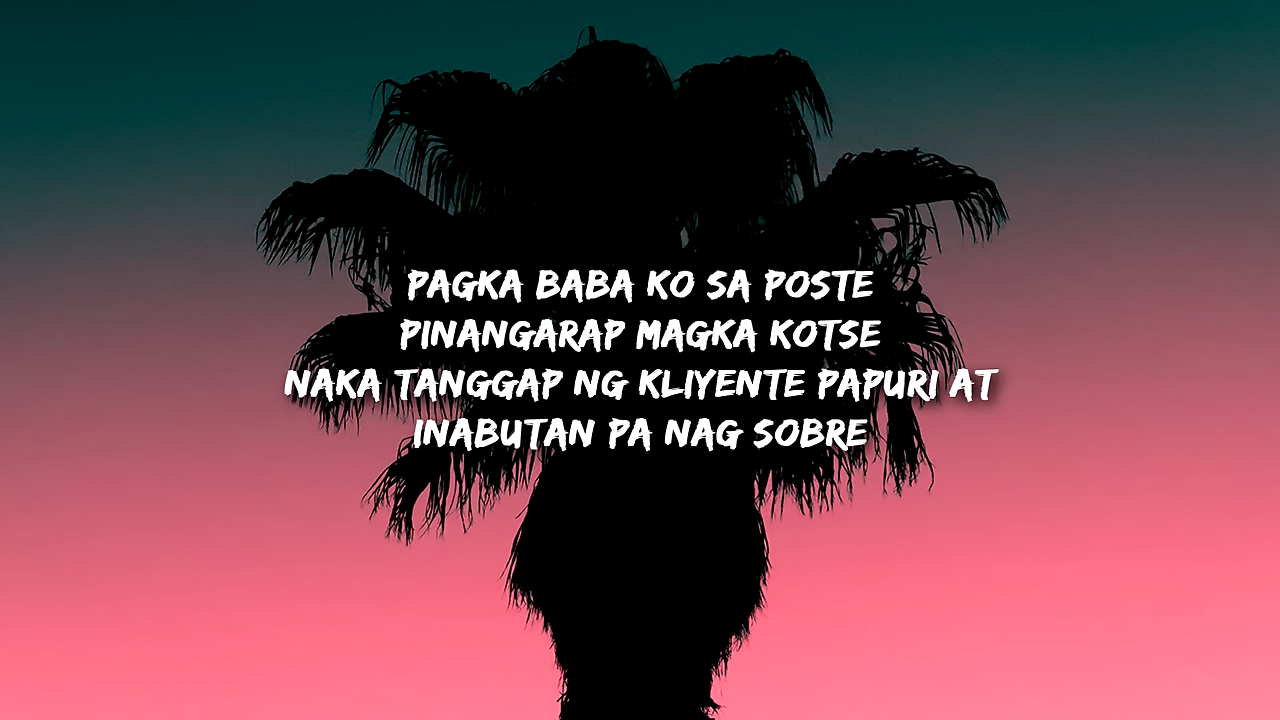 PAGKA BABA KO SA POSTE
PINANGARAP MAGKA KOTSE
NAKA TANGGAP NG KLIYENTE PAPURI AT
INABUTAN PA NAG SOBRE